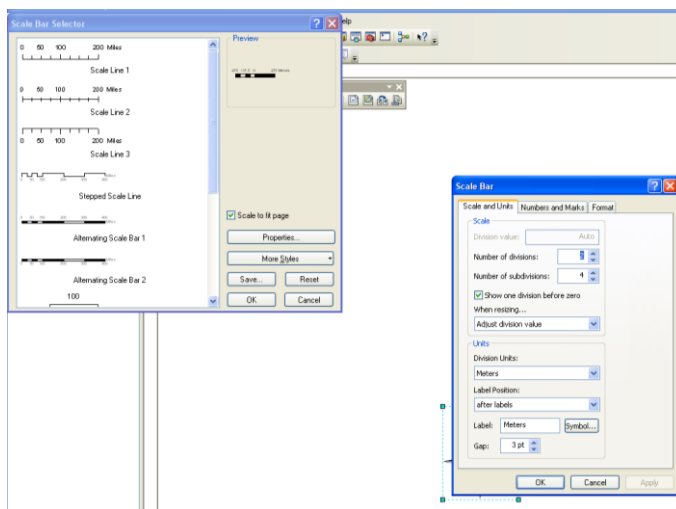 Scale Bar Selector
elp
0 50 100 200 Miles
Scale Line 1
0 50 100 200 Miles
Scale Line 2
0 50 100 200 Miles
Scale Line 3
Stepped Scale Line
Alternating Scale Bar 1
Alternating Scale Bar 2
100
Preview
Scale to fit page
Properties...
More Styles
Save... Reset
OK Cancel
Scale Bar
Scale and Units Numbers and Marks Format
Scale
Division value: Auto
Number of divisions: 2
Number of subdivisions: 4
Show one division before zero
When resizing...
Adjust division value
Units
Division Units:
Meters
Label Position:
after labels
Label: Meters Symbol...
Gap: 3 pt
OK Cancel Apply